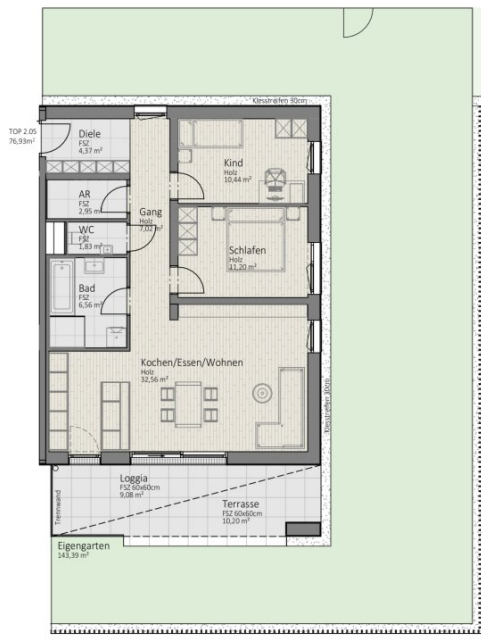 Kiesstreifen 30cm
TOP 2.05
76,93m²
Diele
FSZ
4,37 m²
Kind
Holz
10,44 m²
AR
FSZ
2,95 m²
Gang
Holz
7,02 m²
WC
FSZ
1,83 m²
Schlafen
Holz
11,20 m²
Bad
FSZ
6,56 m²
Kochen/Essen/Wohnen
Holz
32,56 m²
Kiesstreifen 30cm
Loggia
FSZ 60x60cm
9,08 m²
Terrasse
FSZ 60x60cm
10,20 m²
Trennwand
Eigengarten
143,39 m²